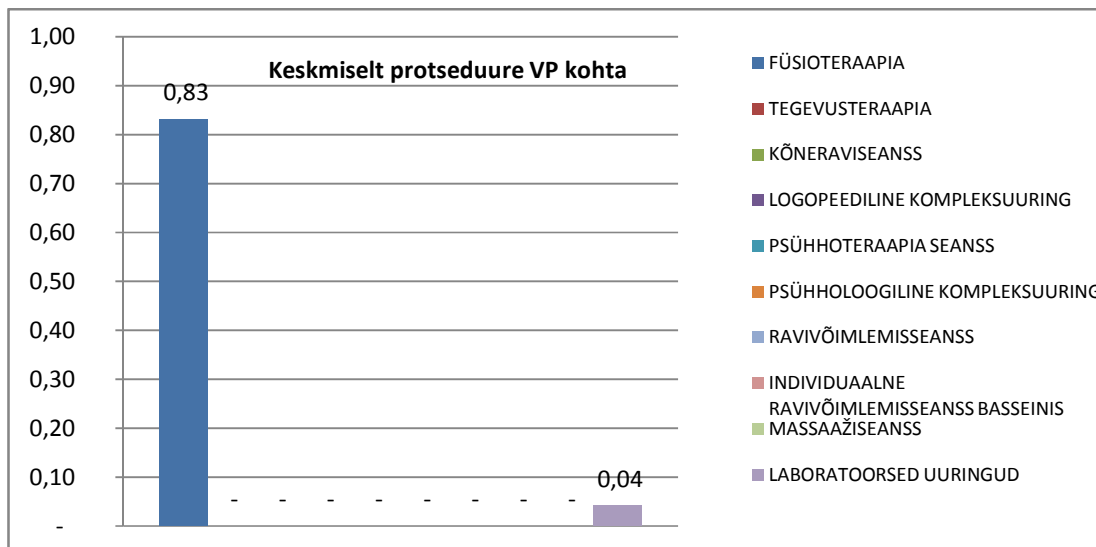 Keskmiselt protseduure VP kohta
1,00
0,90
0,80
0,70
0,60
0,50
0,40
0,30
0,20
0,10
-
0,83
- - - - - - - -
0,04
FÜSIOTERAAPIA
TEGEVUSTERAAPIA
KÕNERAVISEANSS
LOGOPEEDILINE KOMPLEKSUURING
PSÜHHOTERAAPIA SEANSS
PSÜHHOLOOGILINE KOMPLEKSUURING
RAVIVÕIMLEMISSEANSS
INDIVIDUAALNE
RAVIVÕIMLEMISSEANSS BASSEINIS
MASSAAŽISEANSS
LABORATOORSED UURINGUD